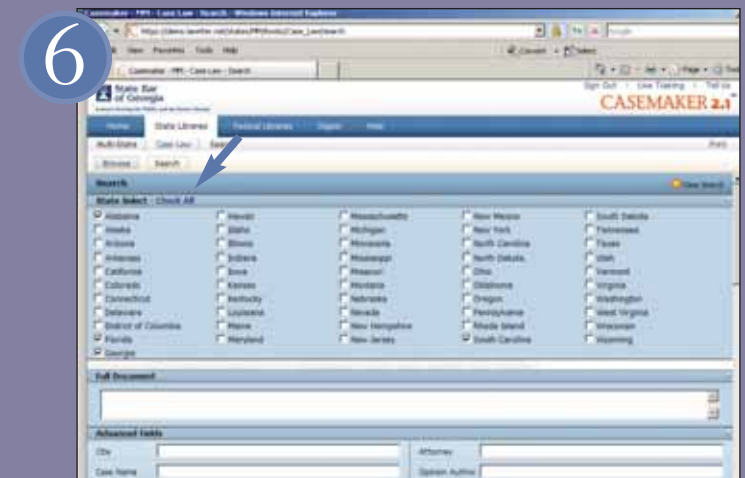 6
Casemaker - MM - Case Law - Search - Windows Internet Explorer
View Favorites Tools Help
Convert Select
Casemaker - MM - Case Law - Search
Page
State Bar
of Georgia
Sign Out | Live Training | Tell Us
CASEMAKER 2.1
Home State Libraries Federal Libraries Digest Help
Multi-State Case Law Search Print
Browse Search
Search
State Select - Check All
Alabama Hawaii Massachusetts New Mexico South Dakota
Alaska Idaho Michigan New York Tennessee
Arizona Illinois Minnesota North Carolina Texas
Arkansas Indiana Mississippi North Dakota Utah
California Iowa Missouri Ohio Vermont
Colorado Kansas Montana Oklahoma Virginia
Connecticut Kentucky Nebraska Oregon Washington
Delaware Louisiana Nevada Pennsylvania West Virginia
District of Columbia Maine New Hampshire Rhode Island Wisconsin
Florida Maryland New Jersey South Carolina Wyoming
Georgia
Full Document
Advanced Fields
City Attorney
Case Name Opinion Author